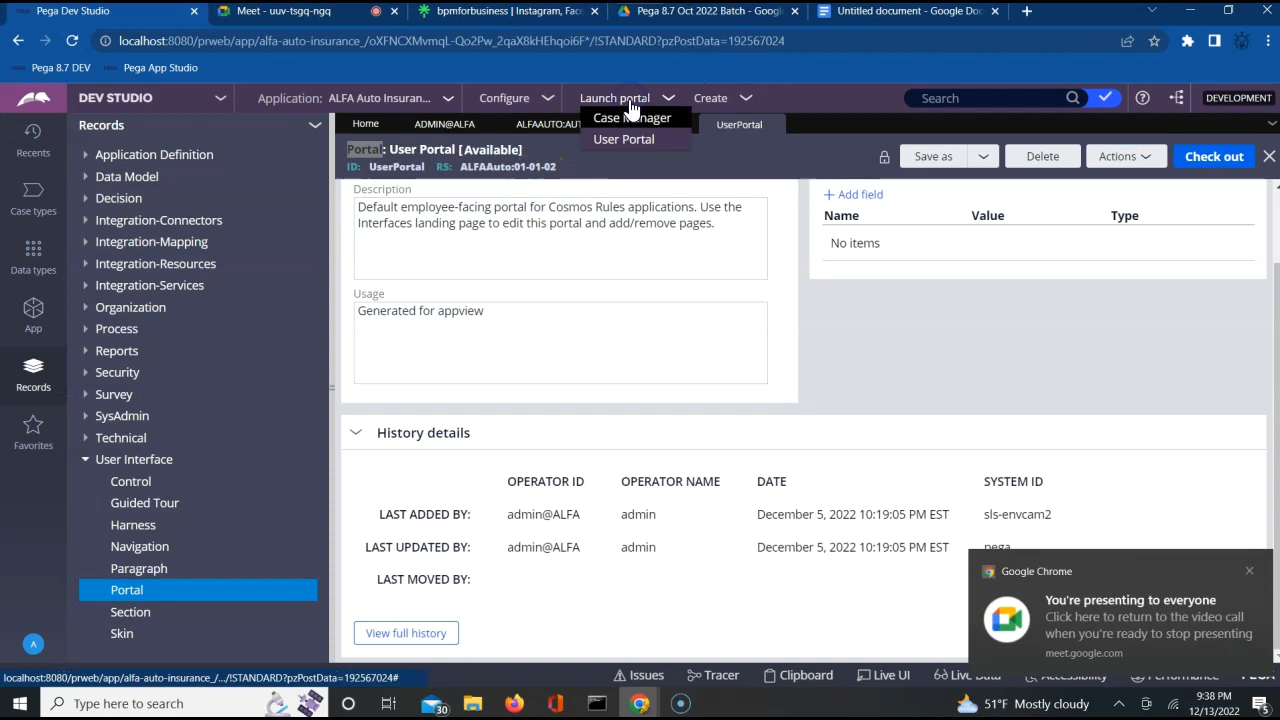 Pega Dev Studio
Meet - uuv-tsgq-ngq
bpmforbusiness | Instagram, Face
Pega 8.7 Oct 2022 Batch - Googl
Untitled document - Google Doc
localhost:8080/prweb/app/alfa-auto-insurance_/oXFNCXMvmqL-Qo2Pw_2qaX8kHEhqoi6F*/!STANDARD?pzPostData=192567024
Pega 8.7 DEV
Pega App Studio
DEV STUDIO
Application: ALFA Auto Insuran...
Configure
Launch portal
Create
Search
DEVELOPMENT
Case Manager
User Portal
Recents
Case types
Data types
App
Records
Favorites
A
Records
Application Definition
Data Model
Decision
Integration-Connectors
Integration-Mapping
Integration-Resources
Integration-Services
Organization
Process
Reports
Security
Survey
SysAdmin
Technical
User Interface
Control
Guided Tour
Harness
Navigation
Paragraph
Portal
Section
Skin
Home
ADMIN@ALFA
ALFAAUTO:AUT
UserPortal
Portal: User Portal [Available]
ID: UserPortal RS: ALFAAuto:01-01-02
Save as
Delete
Actions
Check out
Description
Default employee-facing portal for Cosmos Rules applications. Use the
Interfaces landing page to edit this portal and add/remove pages.
Usage
Generated for appview
+ Add field
Name Value Type
No items
History details
OPERATOR ID OPERATOR NAME DATE SYSTEM ID
LAST ADDED BY: admin@ALFA admin December 5, 2022 10:19:05 PM EST sls-envcam2
LAST UPDATED BY: admin@ALFA admin December 5, 2022 10:19:05 PM EST pega
LAST MOVED BY:
View full history
Google Chrome
You're presenting to everyone
Click here to return to the video call
when you're ready to stop presenting
meet.google.com
localhost:8080/prweb/app/alfa-auto-insurance_/.../!STANDARD?pzPostData=192567024#
Issues
Tracer
Clipboard
Live UI
Live Data
Accessibility
Performance
PEGA
Type here to search
30
51°F Mostly cloudy
9:38 PM
12/13/2022
5